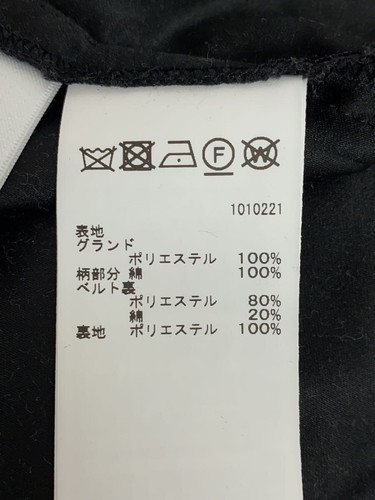 F W
1010221
表地
グランド
ポリエステル 100%
柄部分 綿 100%
ベルト裏
ポリエステル 80%
綿 20%
裏地 ポリエステル 100%